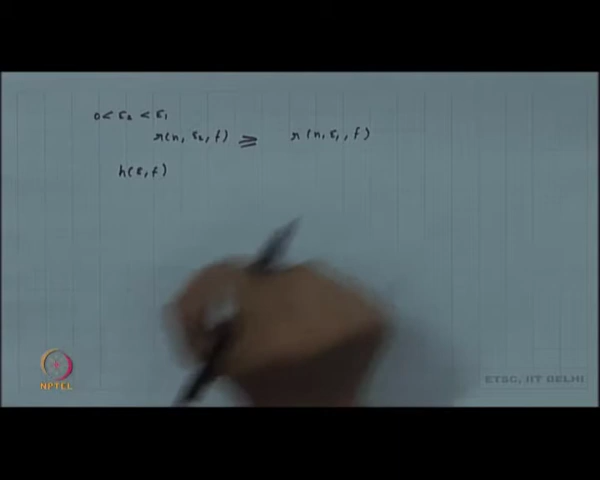 0 < ε₂ < ε₁
r(n, ε₂, f) ≥ r(n, ε₁, f)
h(ε, f)
NPTEL
ETSC, IIT DELHI